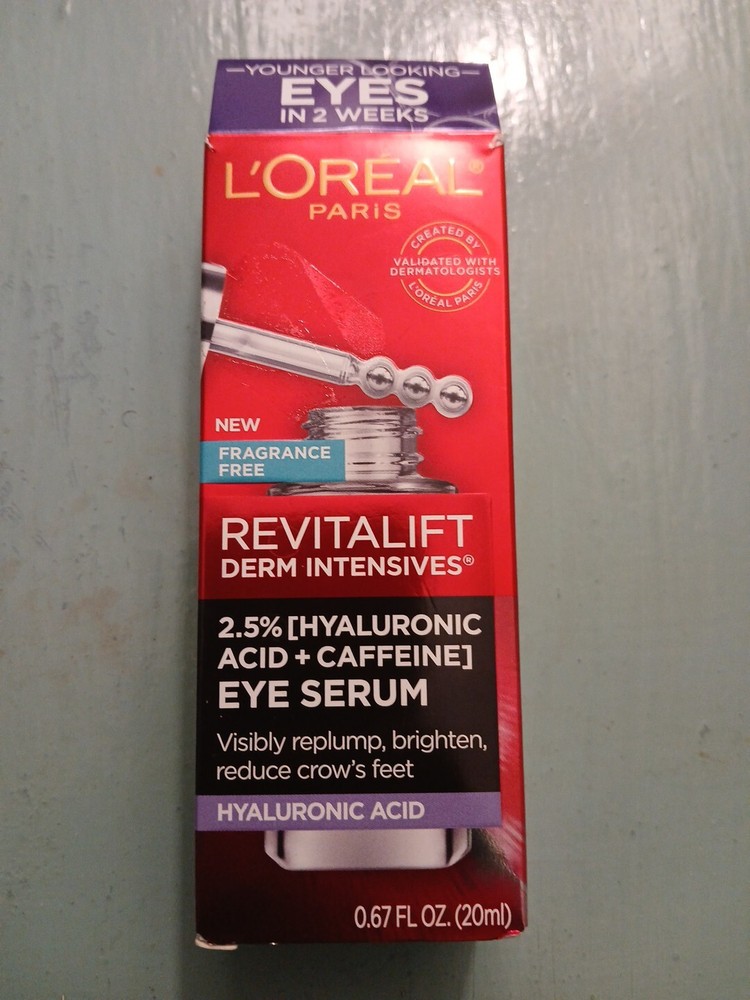 —YOUNGER LOOKING—
EYES
IN 2 WEEKS
L'ORÉAL®
PARiS
CREATED BY
VALIDATED WITH
DERMATOLOGISTS
L'ORÉAL PARIS
NEW
FRAGRANCE
FREE
REVITALIFT
DERM INTENSIVES®
2.5% [HYALURONIC
ACID + CAFFEINE]
EYE SERUM
Visibly replump, brighten,
reduce crow's feet
HYALURONIC ACID
0.67 FL OZ. (20ml)